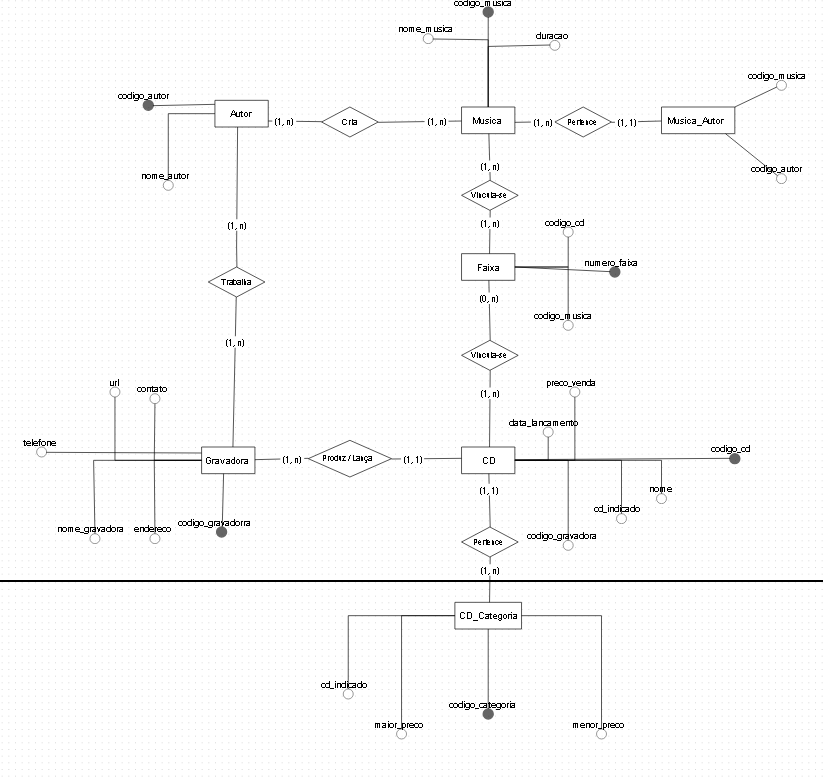 codigo_musica
nome_musica
duracao
codigo_musica
codigo_autor
Autor
(1, n)
Cria
(1, n)
Musica
(1, n)
Pertence
(1, 1)
Musica_Autor
nome_autor
(1, n)
codigo_autor
Vincula-se
(1, n)
(1, n)
codigo_cd
Faixa
numero_faixa
Trabalha
(0, n)
codigo_musica
(1, n)
Vincula-se
url
contato
preco_venda
(1, n)
data_lancamento
telefone
codigo_cd
Gravadora
(1, n)
Produz / Lança
(1, 1)
CD
(1, 1)
nome
cd_indicado
nome_gravadora
endereco
codigo_gravadorra
codigo_gravadora
Pertence
(1, n)
CD_Categoria
cd_indicado
codigo_categoria
maior_preco
menor_preco